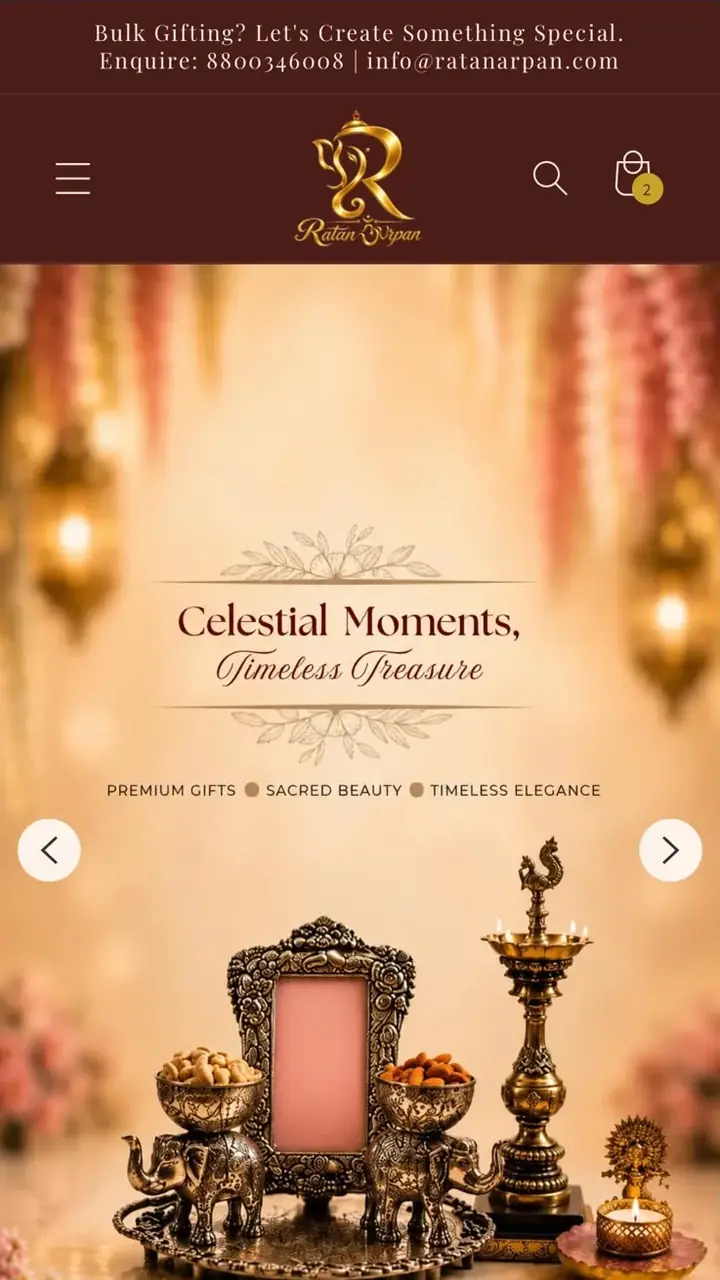 Bulk Gifting? Let's Create Something Special.
Enquire: 8800346008 | info@ratanarpan.com
Ratan Arpan
2
Celestial Moments,
Timeless Treasure
PREMIUM GIFTS ● SACRED BEAUTY ● TIMELESS ELEGANCE